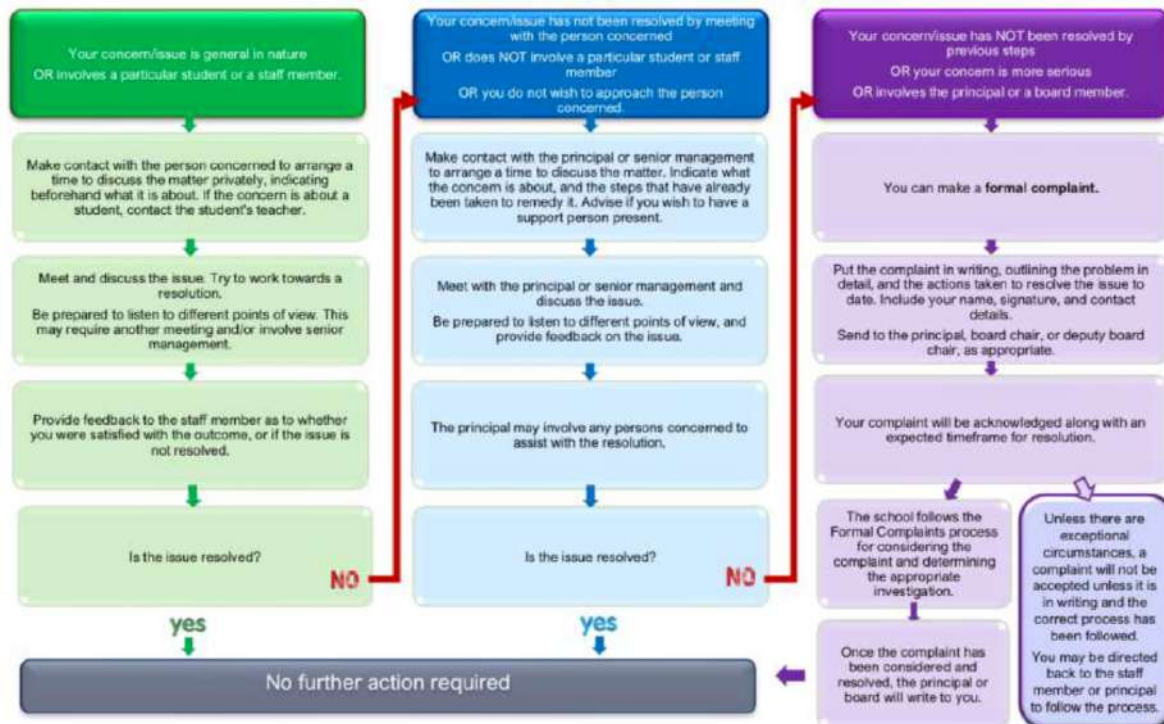 Your concern/issue is general in nature
OR involves a particular student or a staff member.
Make contact with the person concerned to arrange a
time to discuss the matter privately, indicating
beforehand what it is about. If the concern is about a
student, contact the student's teacher.
Meet and discuss the issue. Try to work towards a
resolution.
Be prepared to listen to different points of view. This
may require another meeting and/or involve senior
management.
Provide feedback to the staff member as to whether
you were satisfied with the outcome, or if the issue is
not resolved.
Is the issue resolved?
NO
yes
Your concern/issue has not been resolved by meeting
with the person concerned
OR does NOT involve a particular student or staff
member
OR you do not wish to approach the person
concerned.
Make contact with the principal or senior management
to arrange a time to discuss the matter. Indicate what
the concern is about, and the steps that have already
been taken to remedy it. Advise if you wish to have a
support person present.
Meet with the principal or senior management and
discuss the issue.
Be prepared to listen to different points of view, and
provide feedback on the issue.
The principal may involve any persons concerned to
assist with the resolution.
Is the issue resolved?
NO
yes
Your concern/issue has NOT been resolved by
previous steps
OR your concern is more serious
OR involves the principal or a board member.
You can make a formal complaint.
Put the complaint in writing, outlining the problem in
detail, and the actions taken to resolve the issue to
date. Include your name, signature, and contact
details.
Send to the principal, board chair, or deputy board
chair, as appropriate.
Your complaint will be acknowledged along with an
expected timeframe for resolution.
The school follows the
Formal Complaints process
for considering the
complaint and determining
the appropriate
investigation.
Once the complaint has
been considered and
resolved, the principal or
board will write to you.
Unless there are
exceptional
circumstances, a
complaint will not be
accepted unless it is
in writing and the
correct process has
been followed.
You may be directed
back to the staff
member or principal
to follow the process.
No further action required